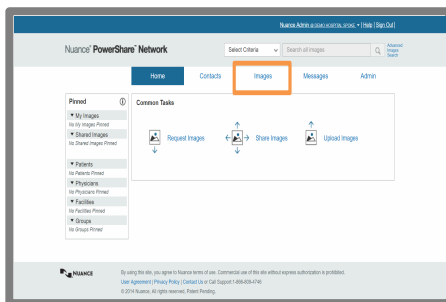 Nuance Admin @ DEMO HOSPITAL SPOKE | Help | Sign Out |
Nuance® PowerShare™ Network
Select Criteria
Search all images
Advanced
Images
Search
Home
Contacts
Images
Messages
Admin
Pinned
Common Tasks
My Images
No My Images Pinned
Shared Images
No Shared Images Pinned
Patients
No Patients Pinned
Physicians
No Physicians Pinned
Facilities
No Facilities Pinned
Groups
No Groups Pinned
Request Images
Share Images
Upload Images
NUANCE
By using this site, you agree to Nuance terms of use. Commercial use of this site without express authorization is prohibited.
User Agreement | Privacy Policy | Contact Us or Call Support 1-866-809-4746
© 2014 Nuance, All rights reserved, Patent Pending.